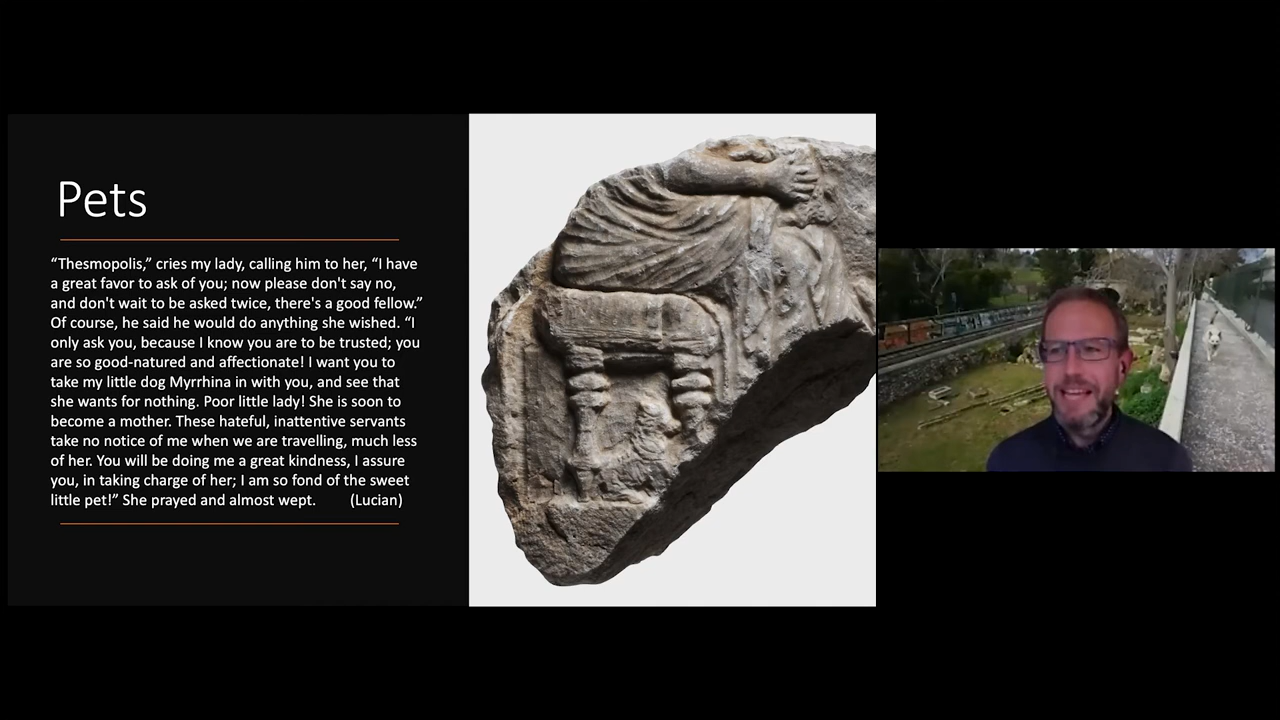 Pets
“Thesmopolis,” cries my lady, calling him to her, “I have
a great favor to ask of you; now please don't say no,
and don't wait to be asked twice, there's a good fellow.”
Of course, he said he would do anything she wished. “I
only ask you, because I know you are to be trusted; you
are so good-natured and affectionate! I want you to
take my little dog Myrrhina in with you, and see that
she wants for nothing. Poor little lady! She is soon to
become a mother. These hateful, inattentive servants
take no notice of me when we are travelling, much less
of her. You will be doing me a great kindness, I assure
you, in taking charge of her; I am so fond of the sweet
little pet!” She prayed and almost wept. (Lucian)